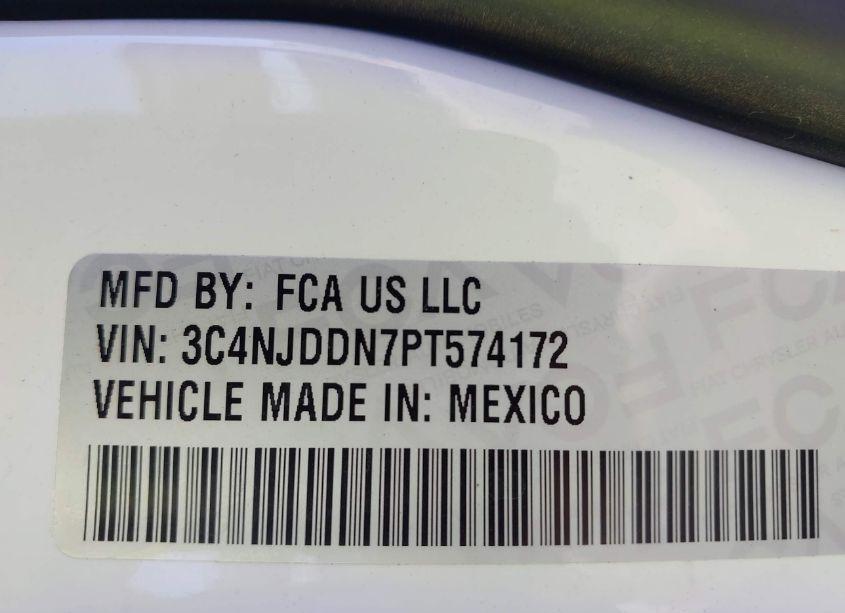 MFD BY: FCA US LLC
VIN: 3C4NJDDN7PT574172
VEHICLE MADE IN: MEXICO